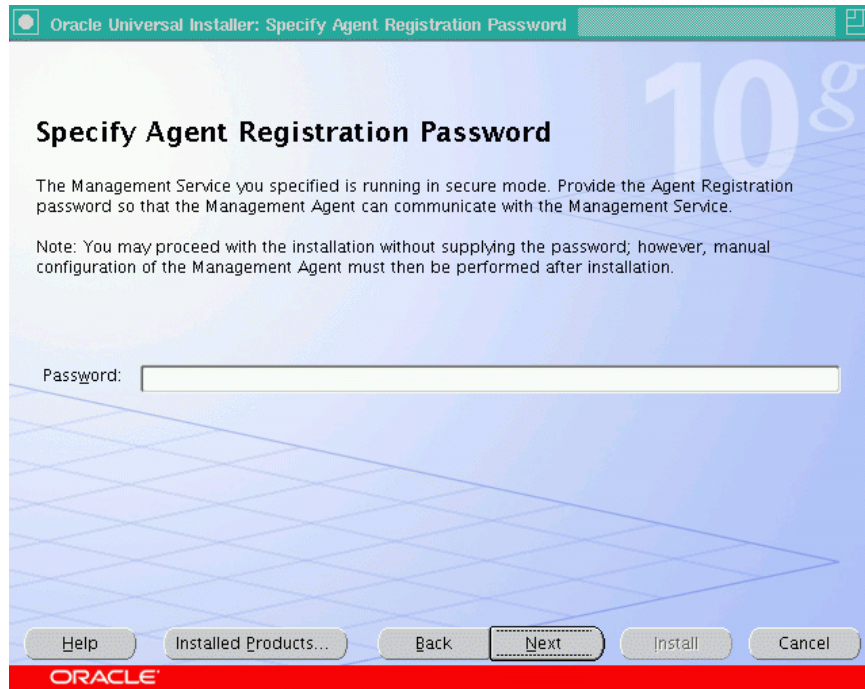 Oracle Universal Installer: Specify Agent Registration Password
10g
Specify Agent Registration Password
The Management Service you specified is running in secure mode. Provide the Agent Registration
password so that the Management Agent can communicate with the Management Service.
Note: You may proceed with the installation without supplying the password; however, manual
configuration of the Management Agent must then be performed after installation.
Password:
Help Installed Products... Back Next Install Cancel
ORACLE